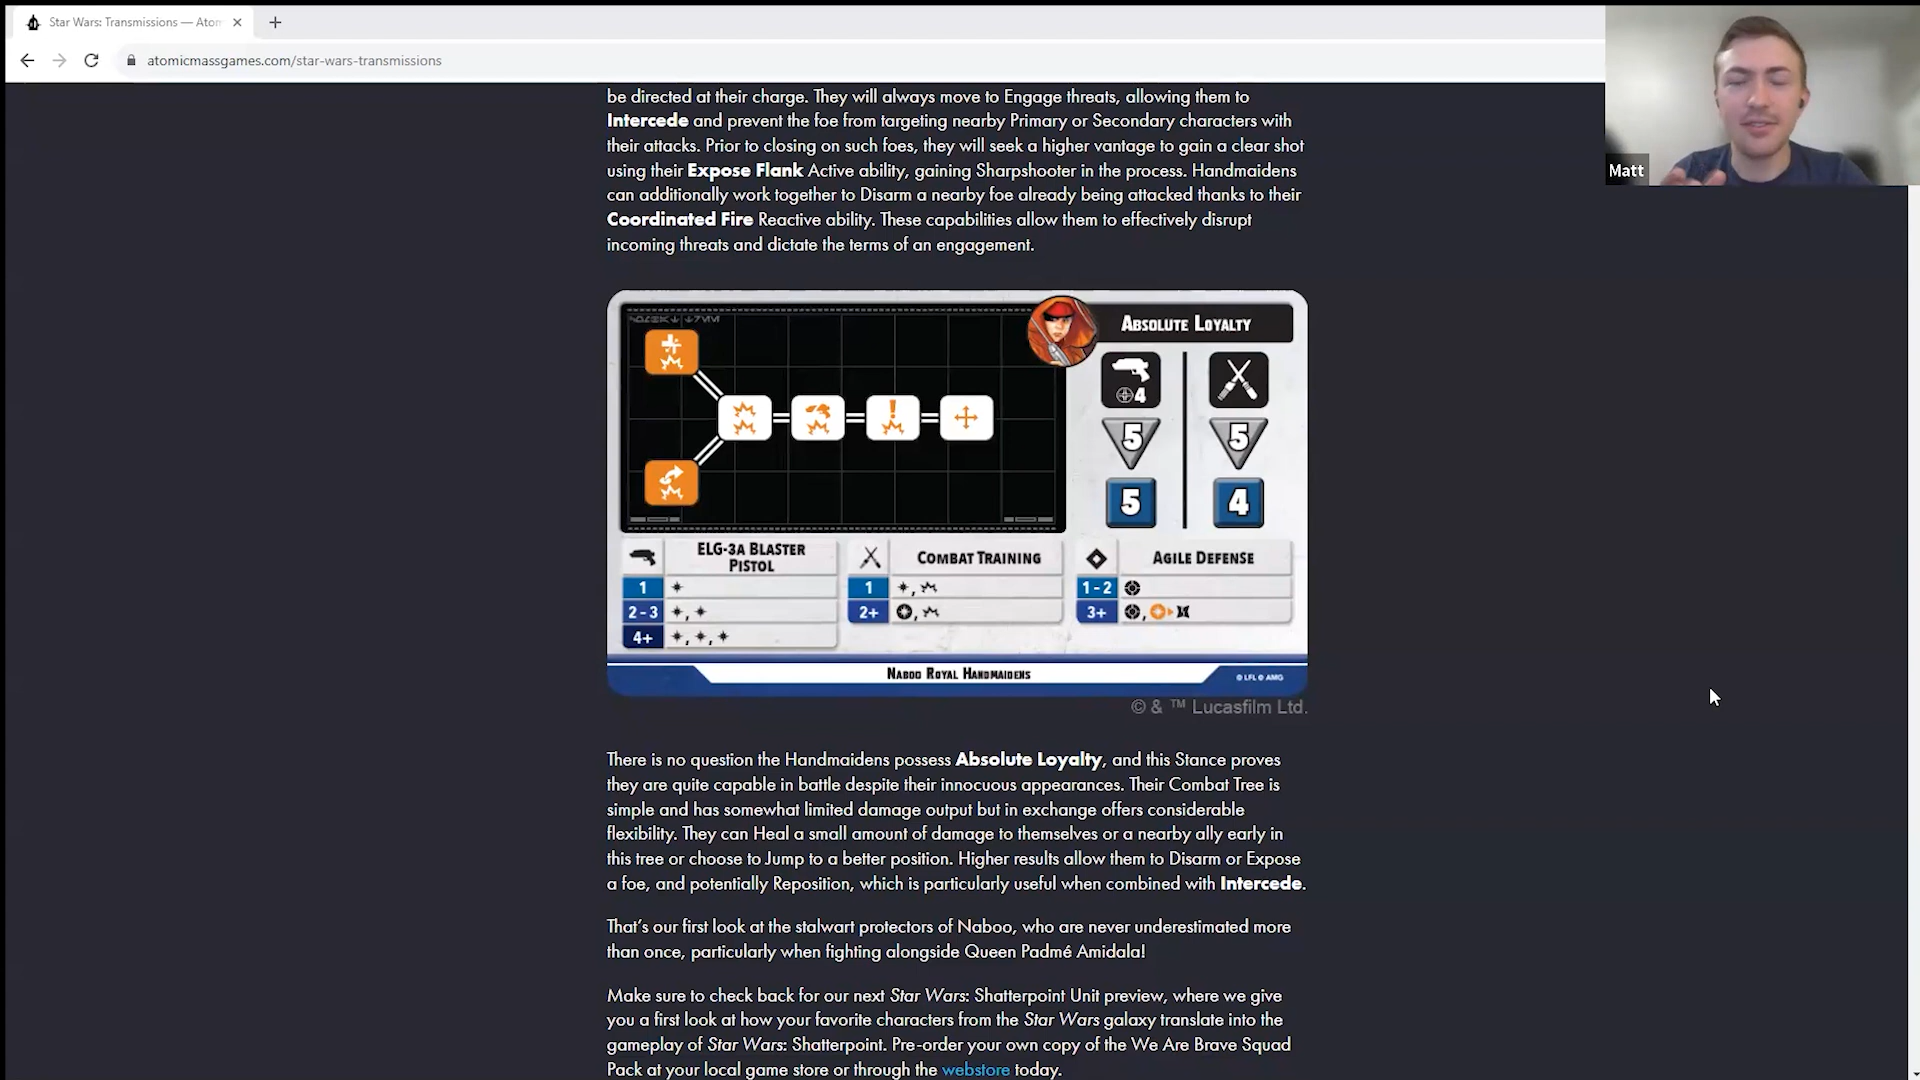 Star Wars: Transmissions — Atom
atomicmassgames.com/star-wars-transmissions
Matt
be directed at their charge. They will always move to Engage threats, allowing them to
Intercede and prevent the foe from targeting nearby Primary or Secondary characters with
their attacks. Prior to closing on such foes, they will seek a higher vantage to gain a clear shot
using their Expose Flank Active ability, gaining Sharpshooter in the process. Handmaidens
can additionally work together to Disarm a nearby foe already being attacked thanks to their
Coordinated Fire Reactive ability. These capabilities allow them to effectively disrupt
incoming threats and dictate the terms of an engagement.
ABSOLUTE LOYALTY
4
5 5
5 4
ELG-3A BLASTER
PISTOL
1
2-3
4+
COMBAT TRAINING
1
2+
AGILE DEFENSE
1-2
3+
NABOO ROYAL HANDMAIDENS
© LFL © AMG
© & ™ Lucasfilm Ltd.
There is no question the Handmaidens possess Absolute Loyalty, and this Stance proves
they are quite capable in battle despite their innocuous appearances. Their Combat Tree is
simple and has somewhat limited damage output but in exchange offers considerable
flexibility. They can Heal a small amount of damage to themselves or a nearby ally early in
this tree or choose to Jump to a better position. Higher results allow them to Disarm or Expose
a foe, and potentially Reposition, which is particularly useful when combined with Intercede.
That's our first look at the stalwart protectors of Naboo, who are never underestimated more
than once, particularly when fighting alongside Queen Padmé Amidala!
Make sure to check back for our next Star Wars: Shatterpoint Unit preview, where we give
you a first look at how your favorite characters from the Star Wars galaxy translate into the
gameplay of Star Wars: Shatterpoint. Pre-order your own copy of the We Are Brave Squad
Pack at your local game store or through the webstore today.